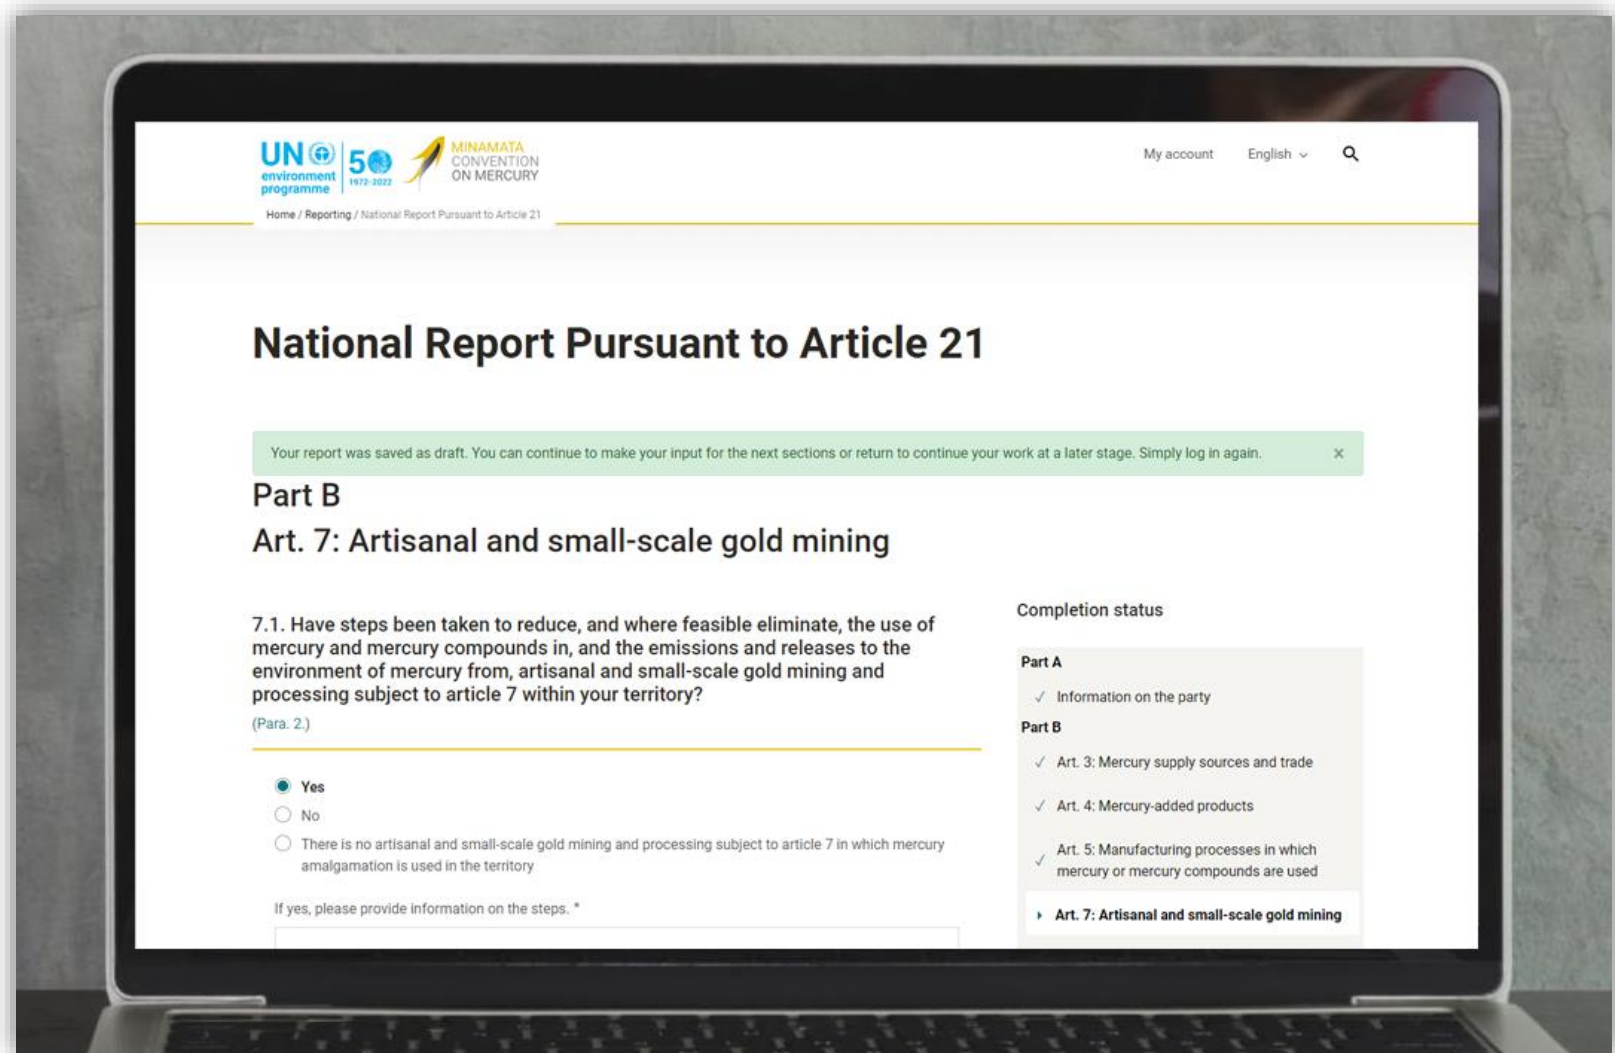 UN
environment
programme
50
1972-2022
MINAMATA
CONVENTION
ON MERCURY
My account
English
Home / Reporting / National Report Pursuant to Article 21
National Report Pursuant to Article 21
Your report was saved as draft. You can continue to make your input for the next sections or return to continue your work at a later stage. Simply log in again.
×
Part B
Art. 7: Artisanal and small-scale gold mining
7.1. Have steps been taken to reduce, and where feasible eliminate, the use of
mercury and mercury compounds in, and the emissions and releases to the
environment of mercury from, artisanal and small-scale gold mining and
processing subject to article 7 within your territory?
(Para. 2.)
Yes
No
There is no artisanal and small-scale gold mining and processing subject to article 7 in which mercury
amalgamation is used in the territory
If yes, please provide information on the steps. *
Completion status
Part A
✓ Information on the party
Part B
✓ Art. 3: Mercury supply sources and trade
✓ Art. 4: Mercury-added products
✓ Art. 5: Manufacturing processes in which
mercury or mercury compounds are used
Art. 7: Artisanal and small-scale gold mining